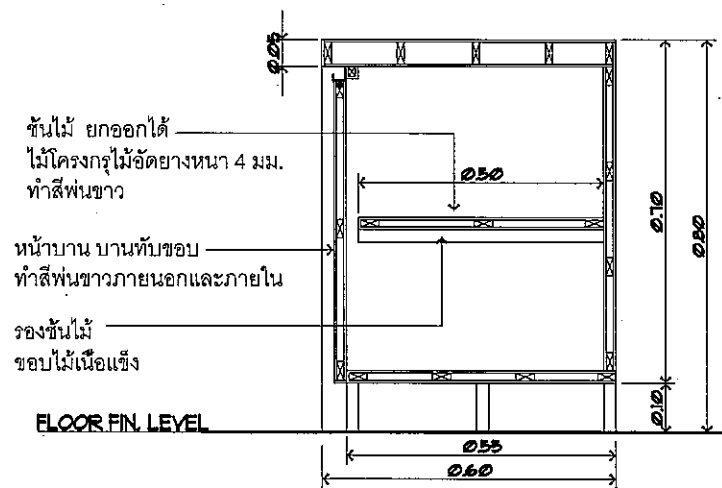 0.05
ชั้นไม้ ยกออกได้
ไม้โครงกรุไม้อัดยางหนา 4 มม.
ทำสีพ่นขาว
0.50
หน้าบาน บานทับขอบ
ทำสีพ่นขาวภายนอกและภายใน
รองชั้นไม้
ขอบไม้เนื้อแข็ง
0.70
0.80
0.10
FLOOR FIN. LEVEL
0.55
0.60